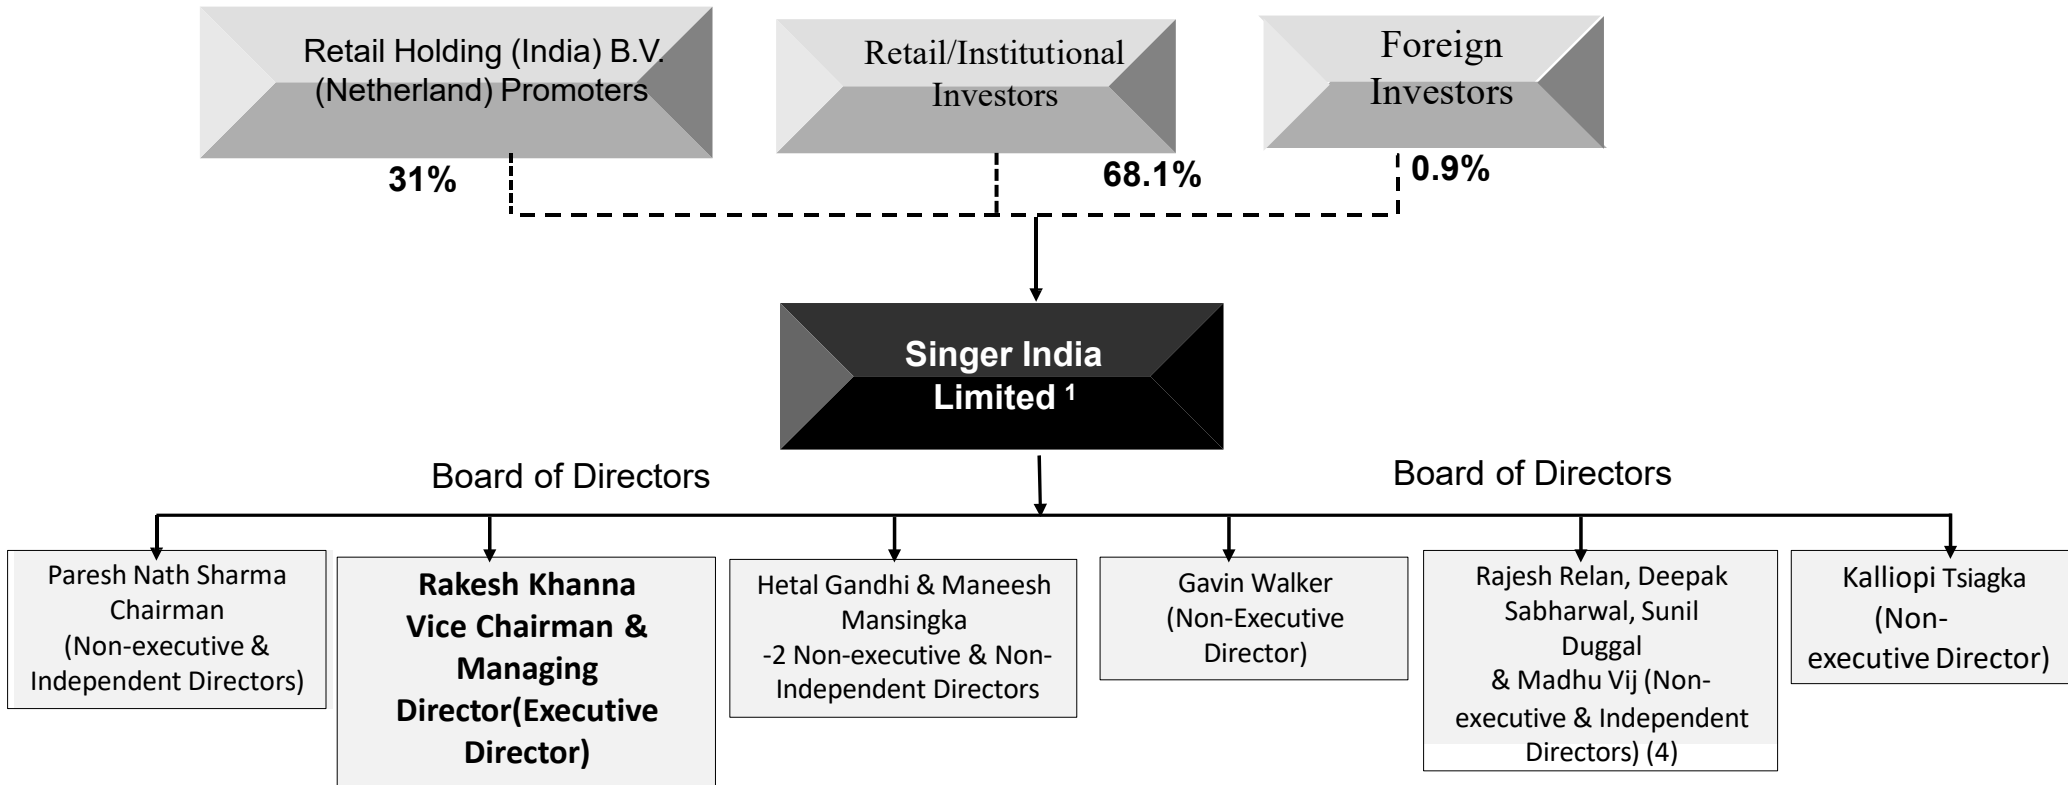 Retail Holding (India) B.V.
(Netherland) Promoters
Retail/Institutional
Investors
Foreign
Investors
31%
68.1%
0.9%
Singer India
Limited ¹
Board of Directors
Board of Directors
Paresh Nath Sharma
Chairman
(Non-executive &
Independent Directors)
Rakesh Khanna
Vice Chairman &
Managing
Director(Executive
Director)
Hetal Gandhi & Maneesh
Mansingka
-2 Non-executive & Non-
Independent Directors
Gavin Walker
(Non-Executive
Director)
Rajesh Relan, Deepak
Sabharwal, Sunil
Duggal
& Madhu Vij (Non-
executive & Independent
Directors) (4)
Kalliopi Tsiagka
(Non-
executive Director)